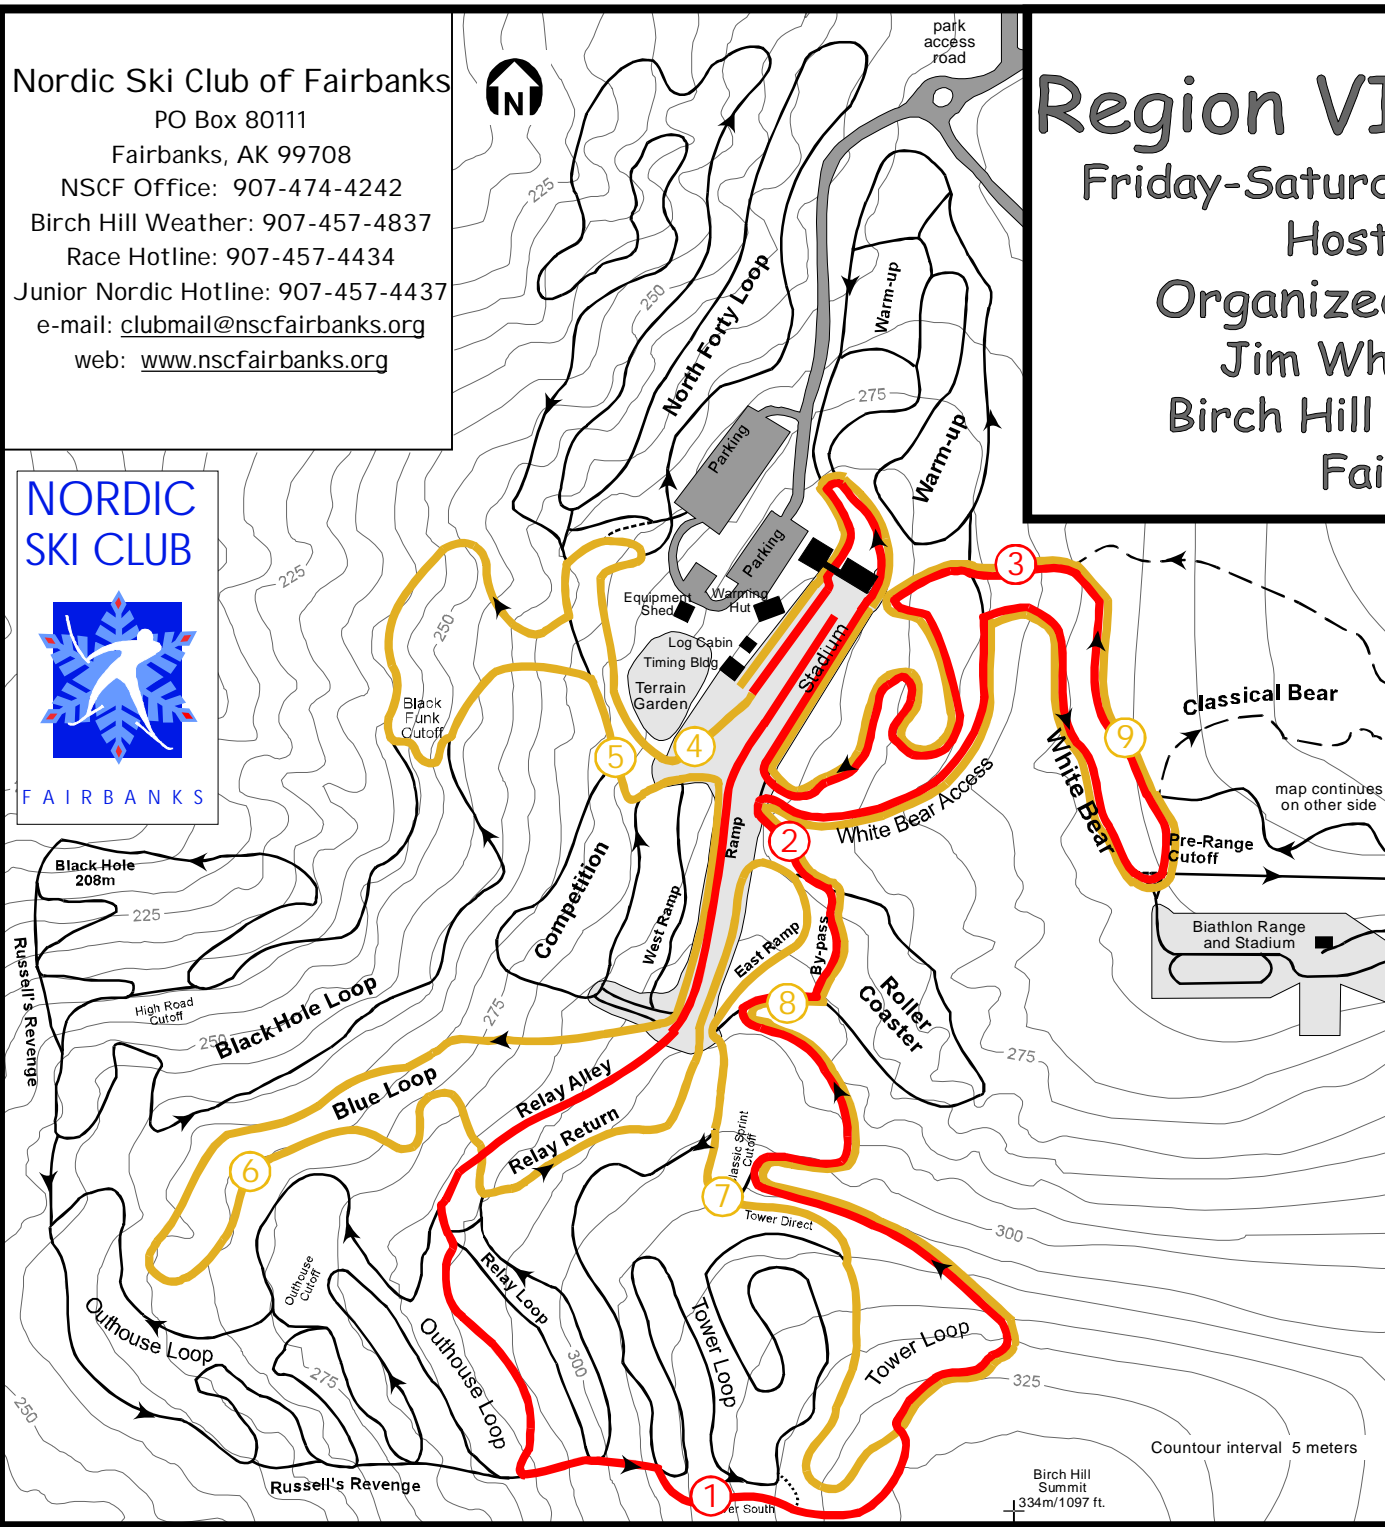 Nordic Ski Club of Fairbanks
PO Box 80111
Fairbanks, AK 99708
NSCF Office: 907-474-4242
Birch Hill Weather: 907-457-4837
Race Hotline: 907-457-4434
Junior Nordic Hotline: 907-457-4437
e-mail: clubmail@nscfairbanks.org
web: www.nscfairbanks.org
N
park
access
road
Region VI
Friday-Satur
Host
Organize
Jim Wh
Birch Hill
Fai
NORDIC
SKI CLUB
FAIRBANKS
225
250
North Forty Loop
Warm-up
275
Warm-up
Parking
Parking
225
250
Equipment
Shed
Warming
Hut
Log Cabin
Timing Bldg
Terrain
Garden
Stadium
3
Black
Funk
Cutoff
5
4
Classical Bear
9
White Bear
White Bear Access
map continues
on other side
Pre-Range
Cutoff
Ramp
2
Black Hole
208m
225
Competition
West Ramp
East Ramp
By-pass
Roller
Coaster
Biathlon Range
and Stadium
Russell's Revenge
High Road
Cutoff
250
Black Hole Loop
275
8
275
Blue Loop
Relay Alley
Relay Return
lassic Sprint
Cutoff
6
7
Tower Direct
300
Outhouse
Cutoff
Relay Loop
Outhouse Loop
Outhouse Loop
Tower Loop
Tower Loop
300
275
325
250
Russell's Revenge
1
er South
Countour interval 5 meters
Birch Hill
Summit
334m/1097 ft.